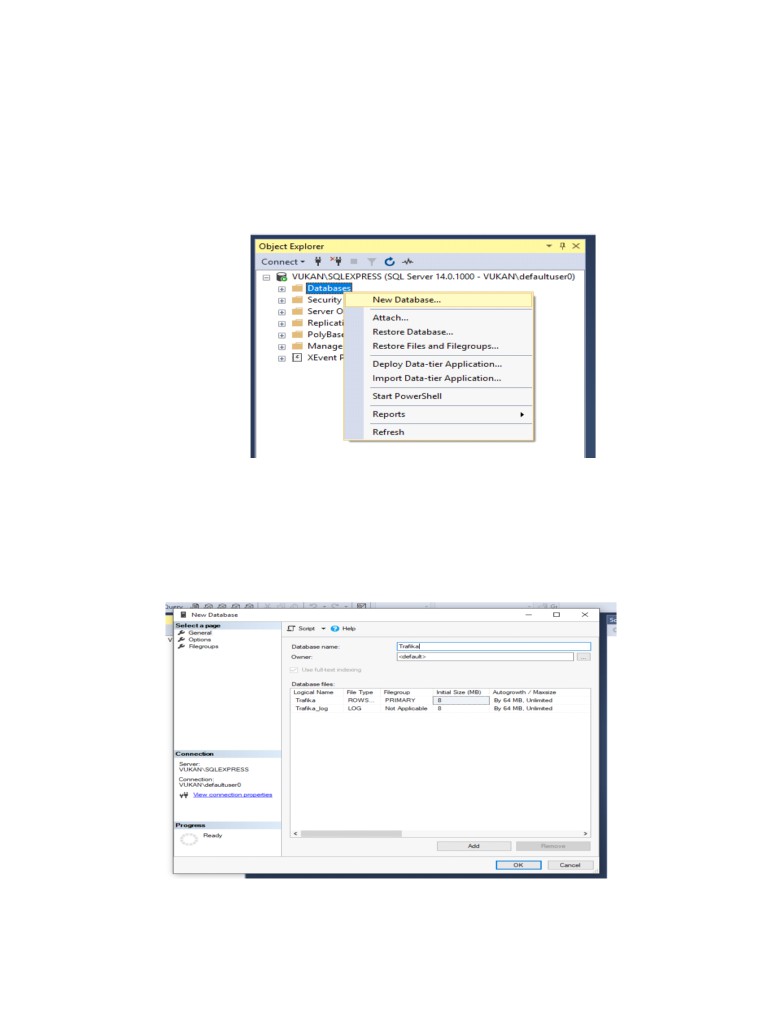 Object Explorer
Connect
VUKAN\SQLEXPRESS (SQL Server 14.0.1000 - VUKAN\defaultuser0)
Databases
Security
Server O
Replicati
PolyBase
Manage
XEvent P
New Database...
Attach...
Restore Database...
Restore Files and Filegroups...
Deploy Data-tier Application...
Import Data-tier Application...
Start PowerShell
Reports
Refresh
New Database
Select a page
General
Options
Filegroups
Script Help
Database name: Trafika
Owner: <default>
...
Use full-text indexing
Database files:
Logical Name File Type Filegroup Initial Size (MB) Autogrowth / Maxsize
Trafika ROWS... PRIMARY 8 By 64 MB, Unlimited
Trafika_log LOG Not Applicable 8 By 64 MB, Unlimited
Connection
Server:
VUKAN\SQLEXPRESS
Connection:
VUKAN\defaultuser0
View connection properties
Progress
Ready
Add Remove
OK Cancel